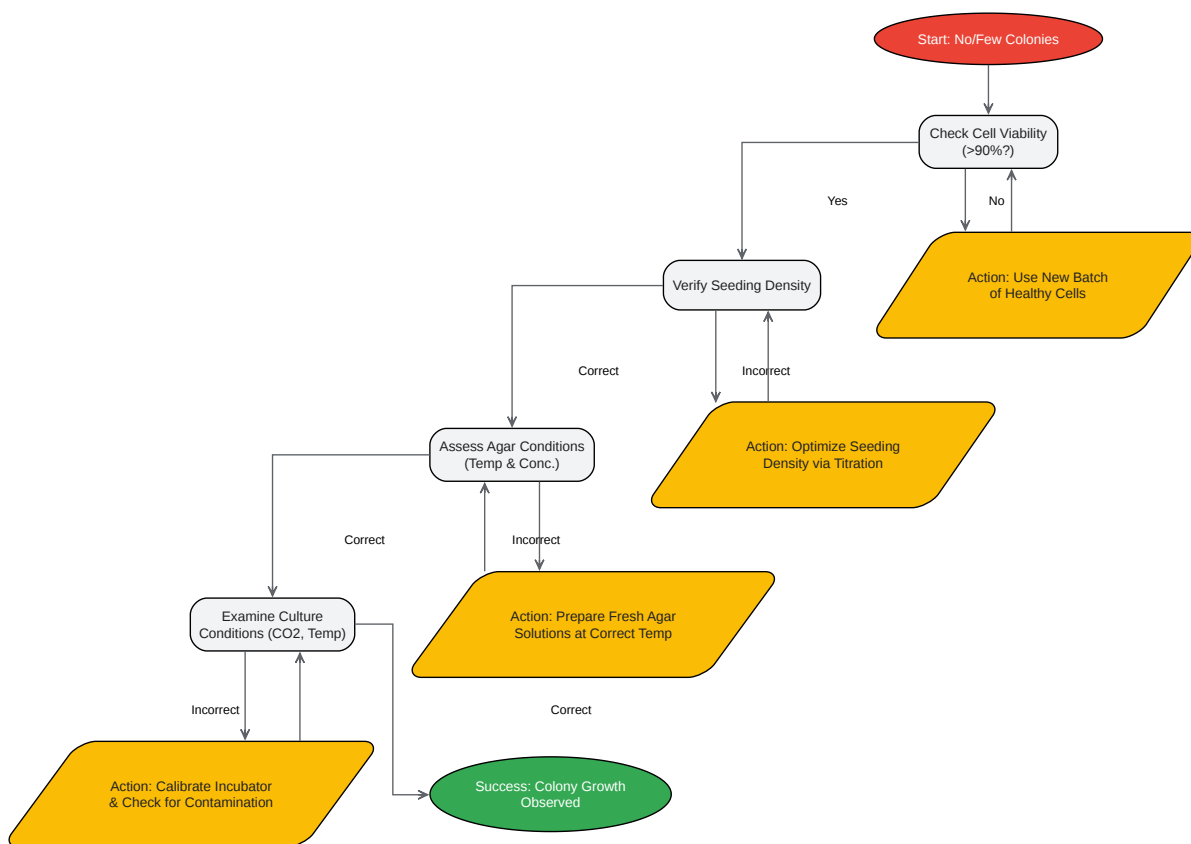 Start: No/Few Colonies
Check Cell Viability
(>90%?)
Yes
No
Action: Use New Batch
of Healthy Cells
Verify Seeding Density
Correct
Incorrect
Action: Optimize Seeding
Density via Titration
Assess Agar Conditions
(Temp & Conc.)
Correct
Incorrect
Action: Prepare Fresh Agar
Solutions at Correct Temp
Examine Culture
Conditions (CO2, Temp)
Incorrect
Correct
Action: Calibrate Incubator
& Check for Contamination
Success: Colony Growth
Observed